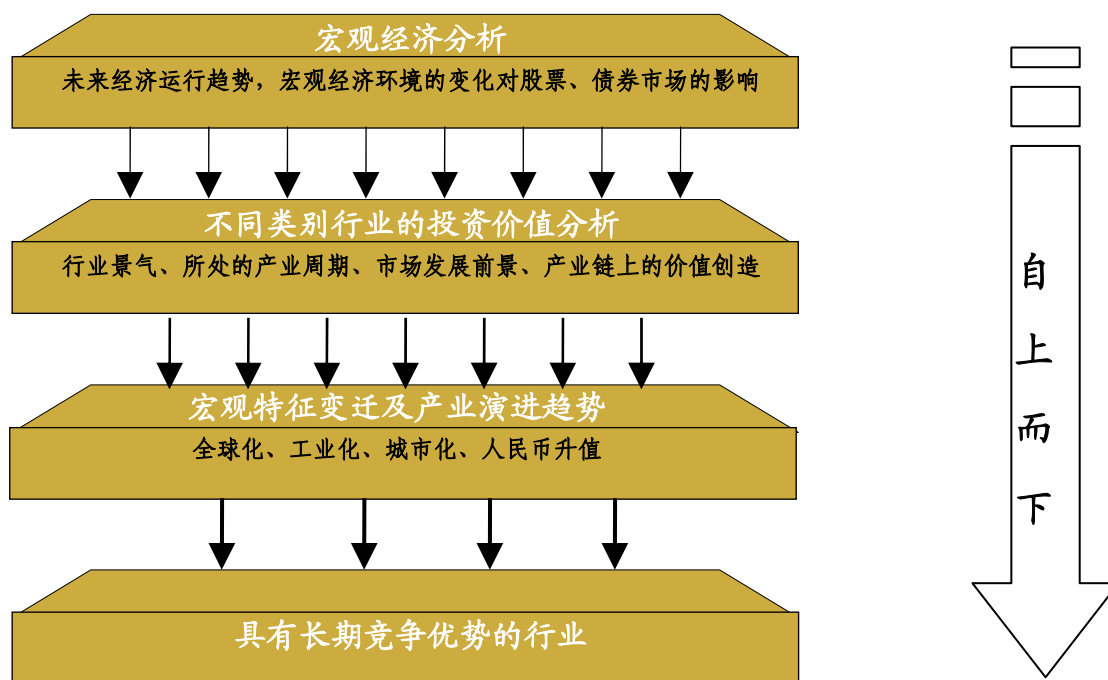 宏观经济分析
未来经济运行趋势，宏观经济环境的变化对股票、债券市场的影响
不同类别行业的投资价值分析
行业景气、所处的产业周期、市场发展前景、产业链上的价值创造
宏观特征变迁及产业演进趋势
全球化、工业化、城市化、人民币升值
具有长期竞争优势的行业
自
上
而
下